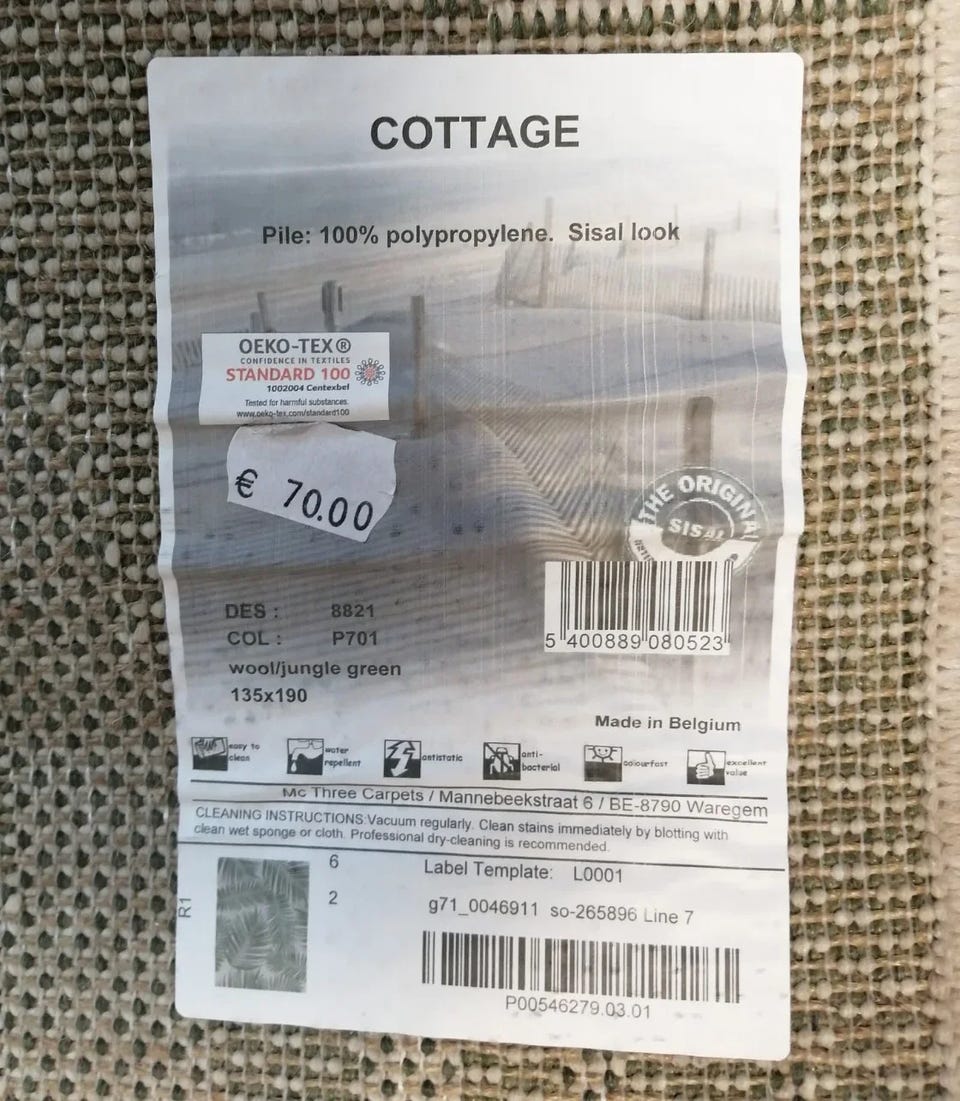 COTTAGE
Pile: 100% polypropylene. Sisal look
OEKO-TEX®
CONFIDENCE IN TEXTILES
STANDARD 100
1002004 Centexbel
Tested for harmful substances.
www.oeko-tex.com/standard100
€ 70.00
THE ORIGINAL
SISAL
5 400889 080523
DES : 8821
COL : P701
wool/jungle green
135x190
Made in Belgium
easy to
clean
water
repellent
antistatic
anti-
bacterial
colourfast
excellent
value
Mc Three Carpets / Mannebeekstraat 6 / BE-8790 Waregem
CLEANING INSTRUCTIONS:Vacuum regularly. Clean stains immediately by blotting with
clean wet sponge or cloth. Professional dry-cleaning is recommended.
R1
6
2
Label Template: L0001
g71_0046911 so-265896 Line 7
P00546279.03.01